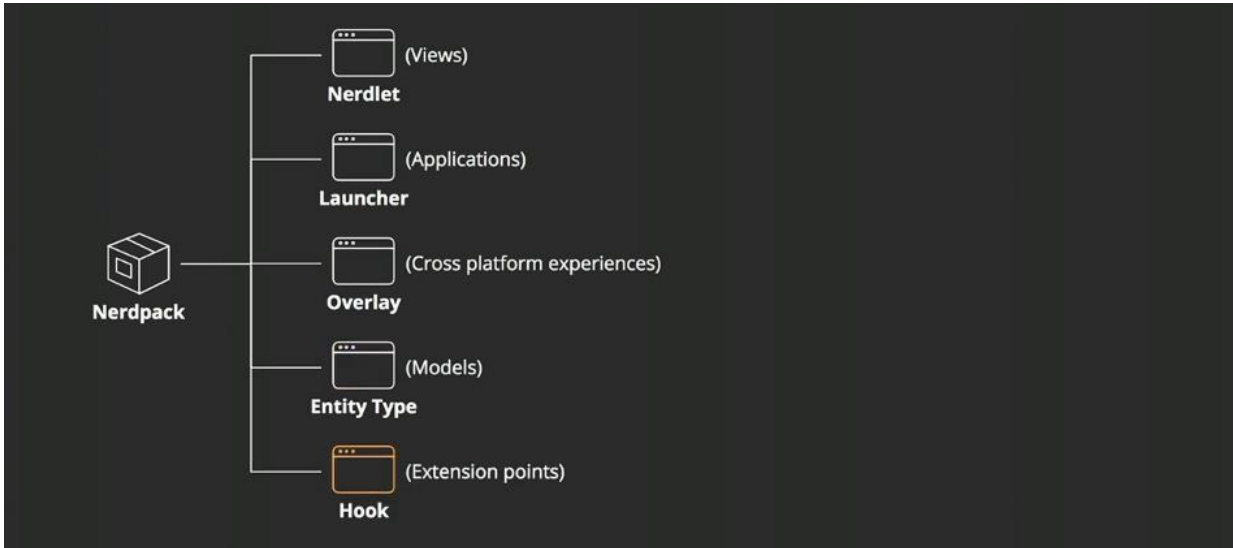 (Views)
Nerdlet
(Applications)
Launcher
(Cross platform experiences)
Overlay
Nerdpack
(Models)
Entity Type
(Extension points)
Hook